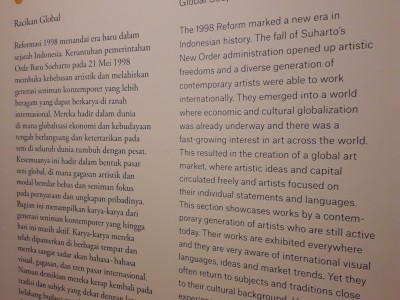 Racikan Global
Reformasi 1998 menandai era baru dalam
sejarah Indonesia. Keruntuhan pemerintahan
Orde Baru Soeharto pada 21 Mei 1998
membuka kebebasan artistik dan melahirkan
generasi seniman kontemporer yang lebih
beragam yang dapat berkarya di ranah
internasional. Mereka hadir dalam dunia
di mana globalisasi ekonomi dan kebudayaan
tengah berlangsung dan ketertarikan pada
seni di seluruh dunia tumbuh dengan pesat.
Kesemuanya ini hadir dalam bentuk pasar
seni global, di mana gagasan artistik dan
modal beredar bebas dan seniman fokus
pada pernyataan dan ungkapan pribadinya.
Bagian ini menampilkan karya-karya dari
generasi seniman kontemporer yang hingga
hari ini masih aktif. Karya-karya mereka
telah dipamerkan di berbagai tempat dan
mereka sangat sadar akan bahasa-bahasa
visual, gagasan, dan tren pasar internasional.
Namun demikian mereka kerap kembali pada
tradisi dan subjek yang dekat dengan latar
belakang budaya
Global
The 1998 Reform marked a new era in
Indonesian history. The fall of Suharto's
New Order administration opened up artistic
freedoms and a diverse generation of
contemporary artists were able to work
internationally. They emerged into a world
where economic and cultural globalization
was already underway and there was a
fast-growing interest in art across the world.
This resulted in the creation of a global art
market, where artistic ideas and capital
circulated freely and artists focused on
their individual statements and languages.
This section showcases works by a contem-
porary generation of artists who are still active
today. Their works are exhibited everywhere
and they are very aware of international visual
languages, ideas and market trends. Yet they
often return to subjects and traditions close
to their cultural background.